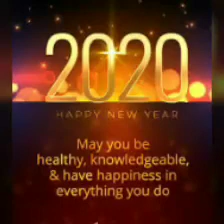 2020
HAPPY NEW YEAR
May you be
healthy, knowledgeable,
& have happiness in
everything you do